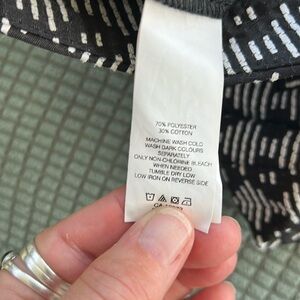 70% POLYESTER
30% COTTON
MACHINE WASH COLD
WASH DARK COLOURS
SEPARATELY
ONLY NON-CHLORINE BLEACH
WHEN NEEDED
TUMBLE DRY LOW
LOW IRON ON REVERSE SIDE